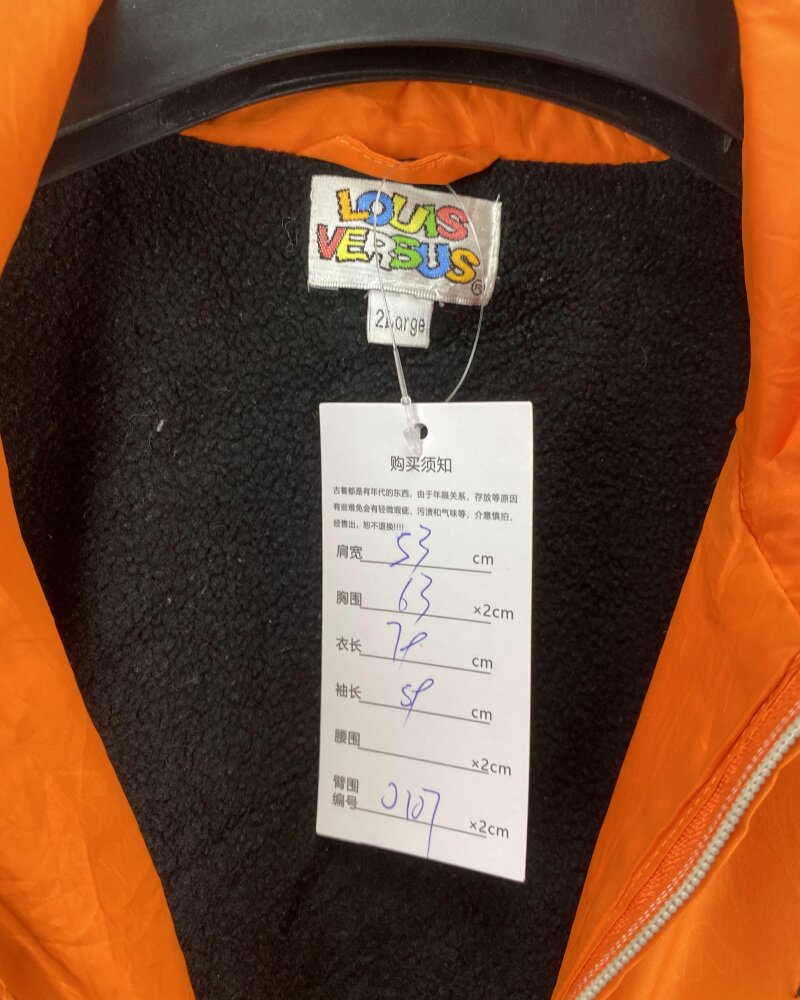 LOUIS
VERSUS
®
2Large
购买须知
古着都是有年代的东西，由于年限关系，存放等原因
有些难免会有轻微瑕疵，污渍和气味等，介意慎拍，
经售出，恕不退换!!!!
肩宽 53 cm
胸围 63 ×2cm
衣长 cm
袖长 cm
腰围 ×2cm
臂围
编号 0107 ×2cm